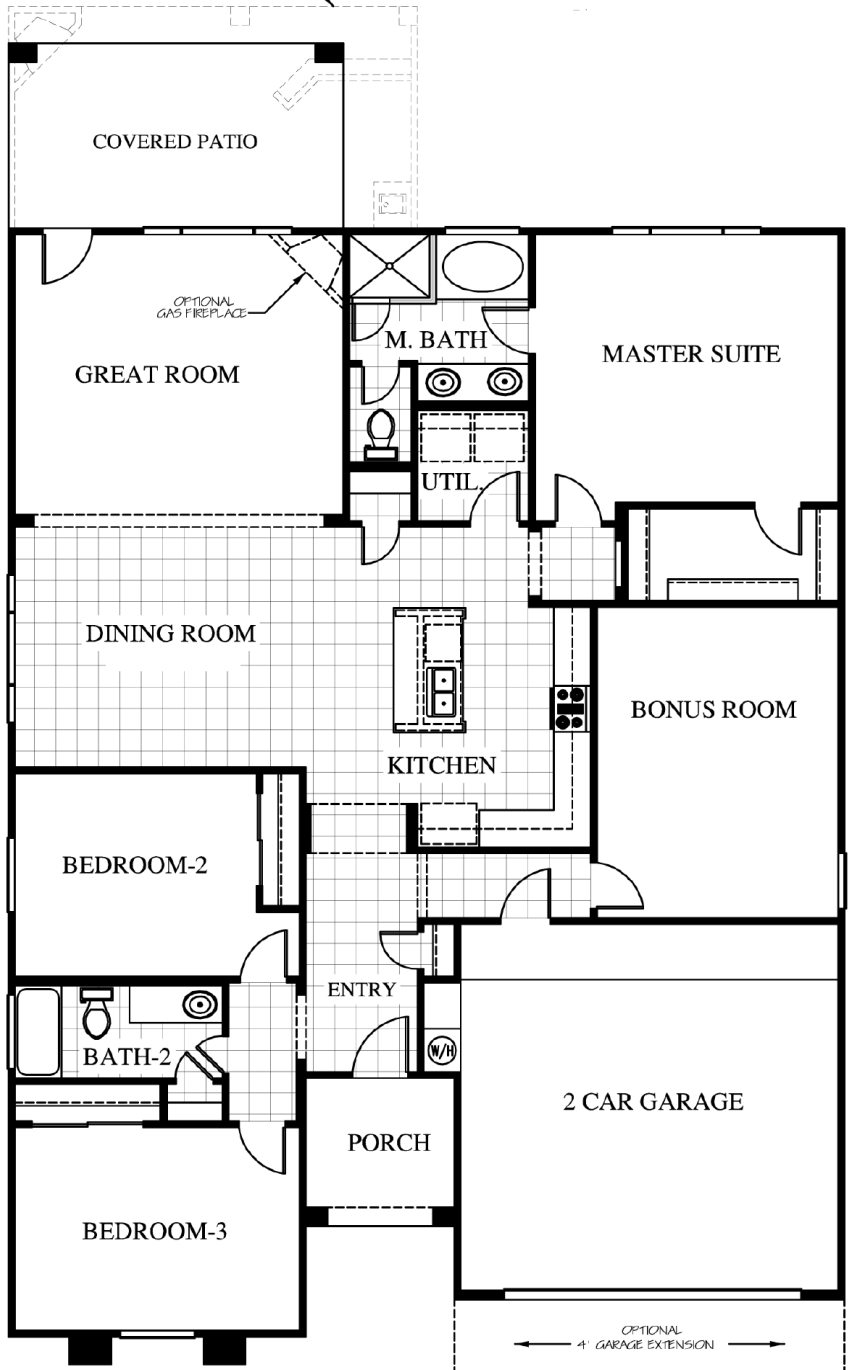 COVERED PATIO
OPTIONAL
GAS FIREPLACE
M. BATH
MASTER SUITE
GREAT ROOM
UTIL.
DINING ROOM
BONUS ROOM
KITCHEN
BEDROOM-2
ENTRY
BATH-2
W/H
2 CAR GARAGE
PORCH
BEDROOM-3
OPTIONAL
4' GARAGE EXTENSION